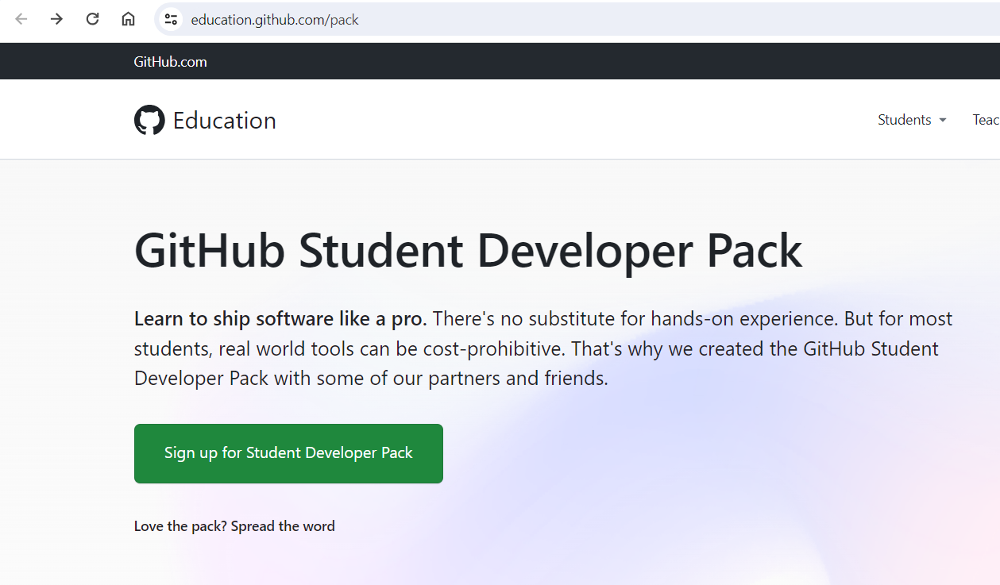 education.github.com/pack
GitHub.com
Education
Students
Teac
GitHub Student Developer Pack
Learn to ship software like a pro. There's no substitute for hands-on experience. But for most
students, real world tools can be cost-prohibitive. That's why we created the GitHub Student
Developer Pack with some of our partners and friends.
Sign up for Student Developer Pack
Love the pack? Spread the word